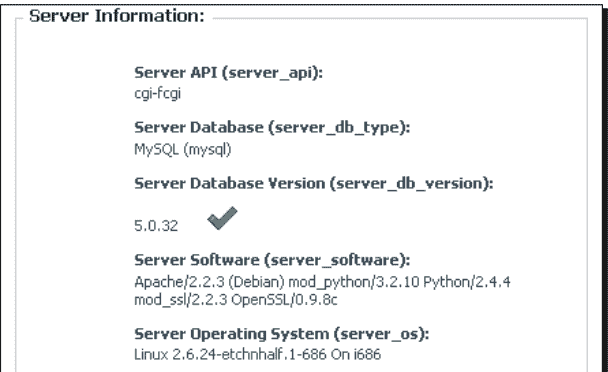 Server Information:
Server API (server_api):
cgi-fcgi
Server Database (server_db_type):
MySQL (mysql)
Server Database Version (server_db_version):
5.0.32
Server Software (server_software):
Apache/2.2.3 (Debian) mod_python/3.2.10 Python/2.4.4
mod_ssl/2.2.3 OpenSSL/0.9.8c
Server Operating System (server_os):
Linux 2.6.24-etchnhalf.1-686 On i686